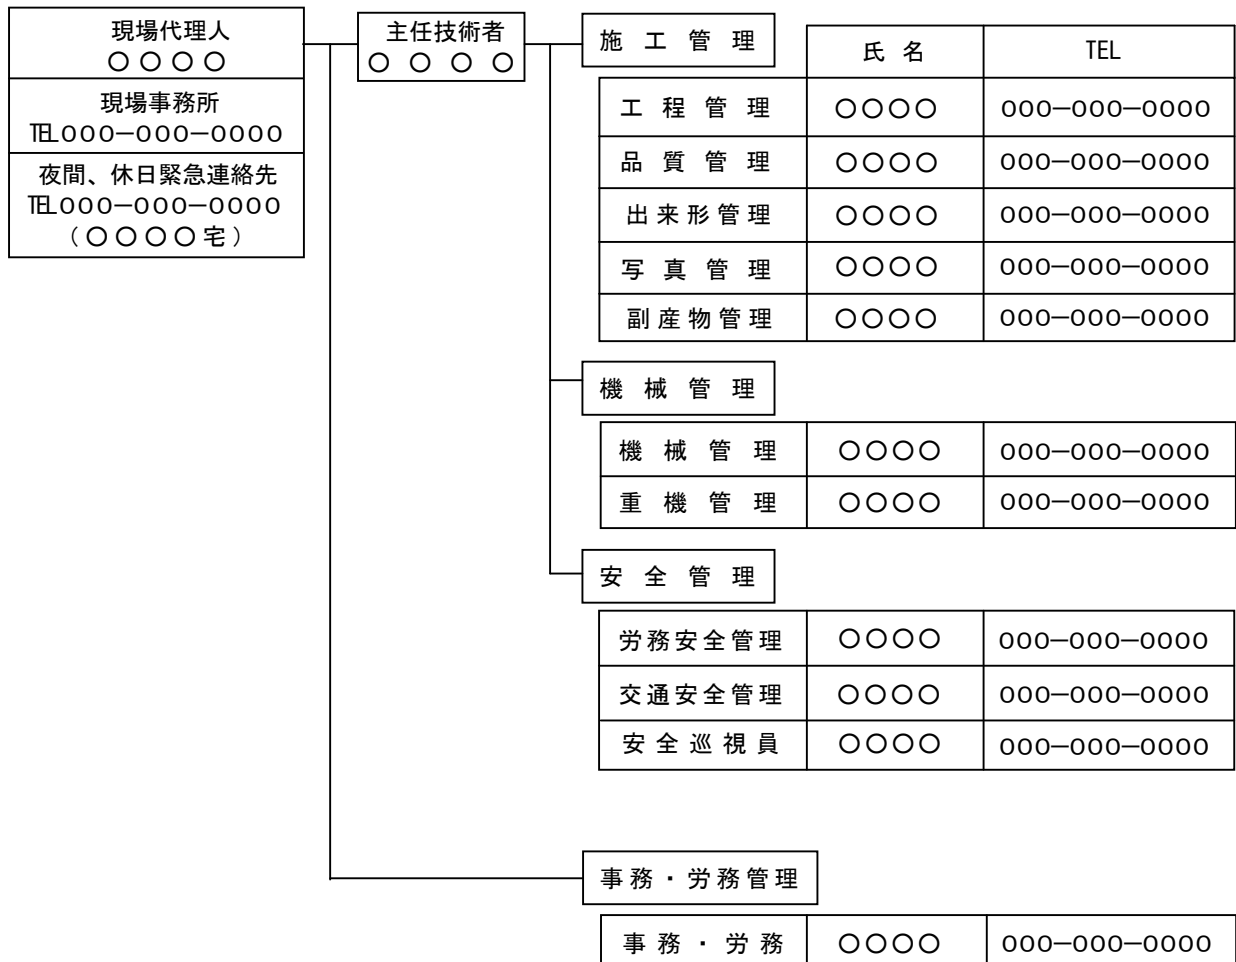 現場代理人
○○○○
現場事務所
TEL000-000-0000
夜間、休日緊急連絡先
TEL000-000-0000
（○○○○宅）
主任技術者
○○○○
施工管理
氏名 TEL
工程管理 ○○○○ 000-000-0000
品質管理 ○○○○ 000-000-0000
出来形管理 ○○○○ 000-000-0000
写真管理 ○○○○ 000-000-0000
副産物管理 ○○○○ 000-000-0000
機械管理
機械管理 ○○○○ 000-000-0000
重機管理 ○○○○ 000-000-0000
安全管理
労務安全管理 ○○○○ 000-000-0000
交通安全管理 ○○○○ 000-000-0000
安全巡視員 ○○○○ 000-000-0000
事務・労務管理
事務・労務 ○○○○ 000-000-0000